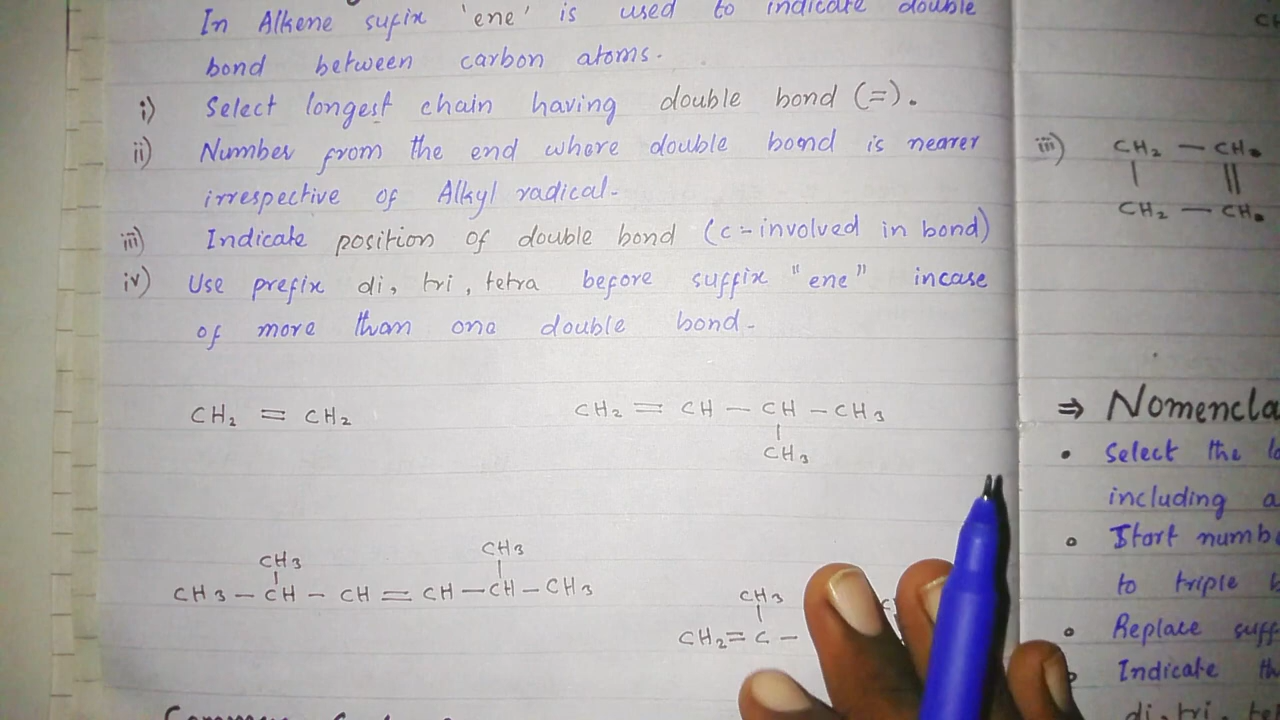 In Alkene sufix 'ene' is used to indicate double
bond between carbon atoms.
i) Select longest chain having double bond (=).
ii) Number from the end where double bond is nearer
irrespective of Alkyl radical.
iii) Indicate position of double bond (c-involved in bond)
iv) Use prefix di, tri, tetra before suffix "ene" incase
of more than one double bond.
CH₂ = CH₂
CH₂ = CH — CH — CH₃
|
CH₃
CH₃ CH₃
| |
CH₃ — CH — CH = CH — CH — CH₃
CH₃
|
CH₂ = C —
iii) CH₂ — CH
| ||
CH₂ — CH
⇒ Nomencla
• Select the lo
including a
• Start numb
to triple b
• Replace suff
• Indicate th
di, tri, te